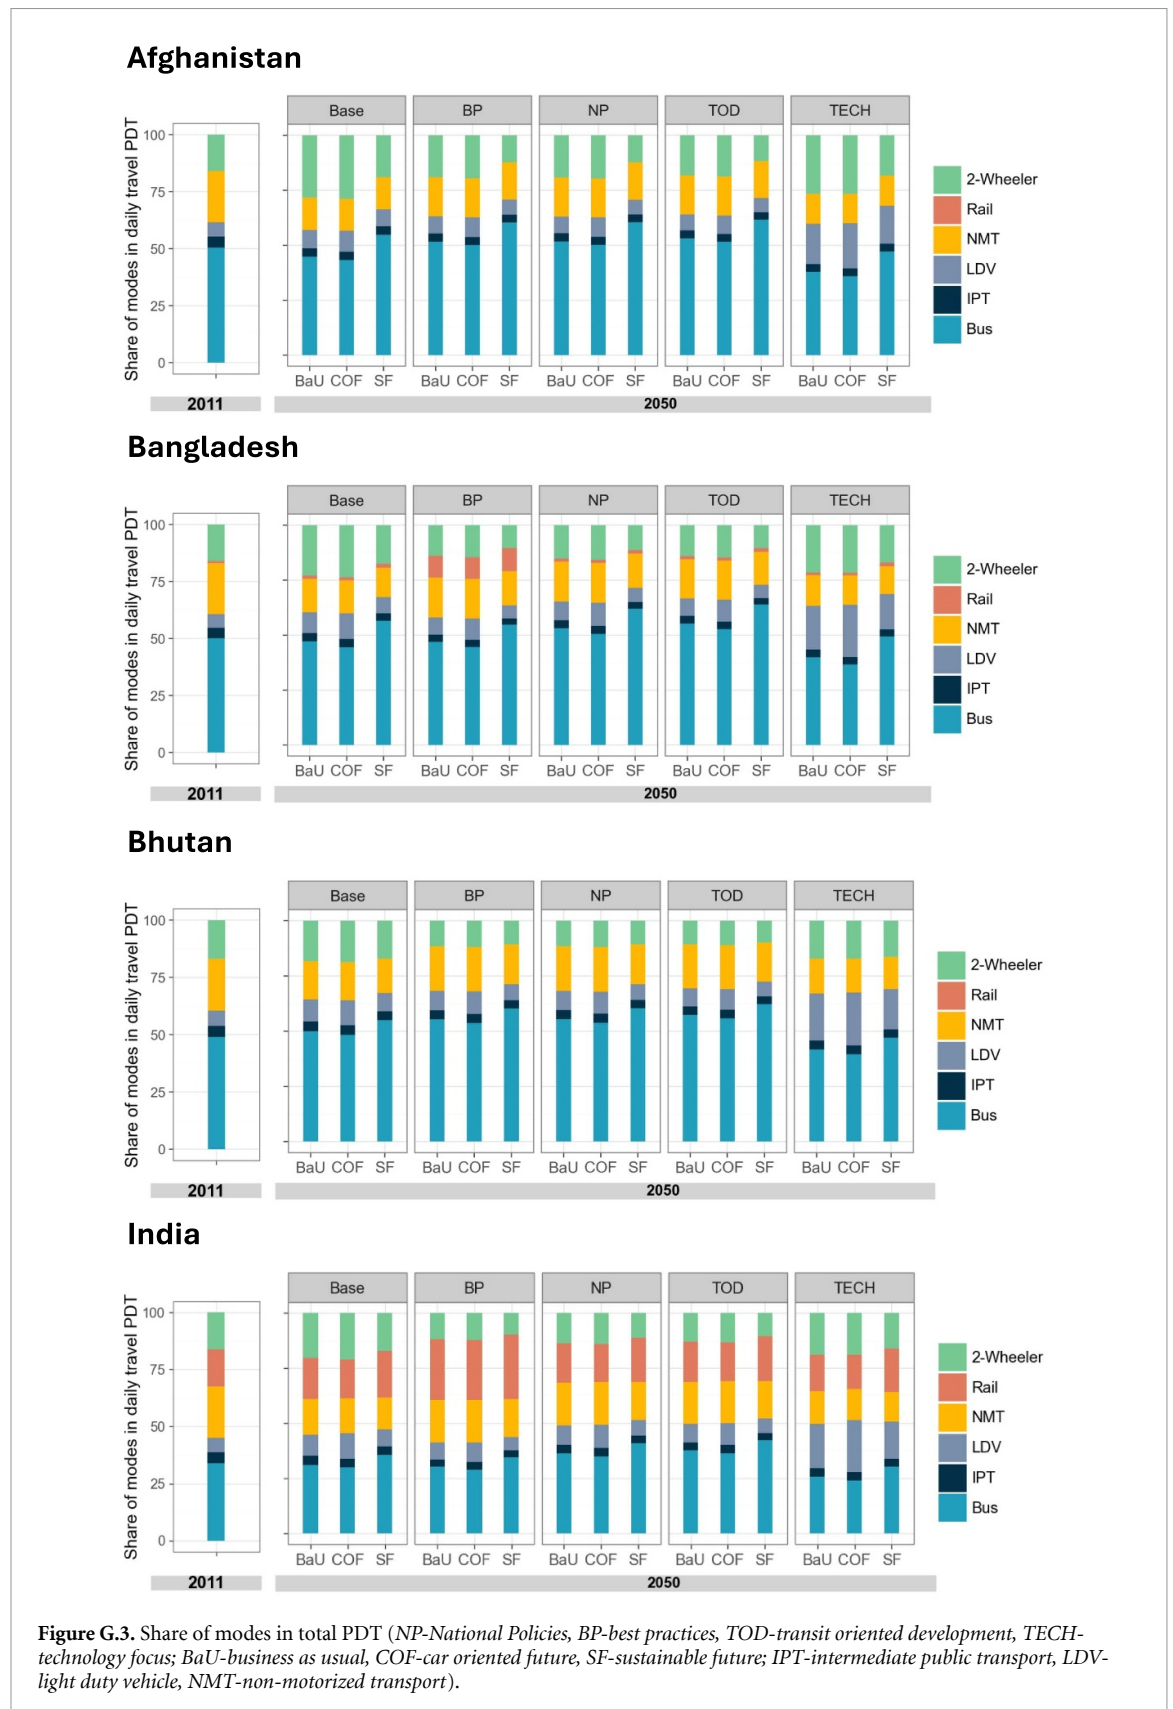 Afghanistan
Base BP NP TOD TECH
Share of modes in daily travel PDT
100
75
50
25
0
2-Wheeler
Rail
NMT
LDV
IPT
Bus
BaU COF SF BaU COF SF BaU COF SF BaU COF SF BaU COF SF
2011 2050
Bangladesh
Base BP NP TOD TECH
Share of modes in daily travel PDT
100
75
50
25
0
2-Wheeler
Rail
NMT
LDV
IPT
Bus
BaU COF SF BaU COF SF BaU COF SF BaU COF SF BaU COF SF
2011 2050
Bhutan
Base BP NP TOD TECH
Share of modes in daily travel PDT
100
75
50
25
0
2-Wheeler
Rail
NMT
LDV
IPT
Bus
BaU COF SF BaU COF SF BaU COF SF BaU COF SF BaU COF SF
2011 2050
India
Base BP NP TOD TECH
Share of modes in daily travel PDT
100
75
50
25
0
2-Wheeler
Rail
NMT
LDV
IPT
Bus
BaU COF SF BaU COF SF BaU COF SF BaU COF SF BaU COF SF
2011 2050
Figure G.3. Share of modes in total PDT (NP-National Policies, BP-best practices, TOD-transit oriented development, TECH-
technology focus; BaU-business as usual, COF-car oriented future, SF-sustainable future; IPT-intermediate public transport, LDV-
light duty vehicle, NMT-non-motorized transport).